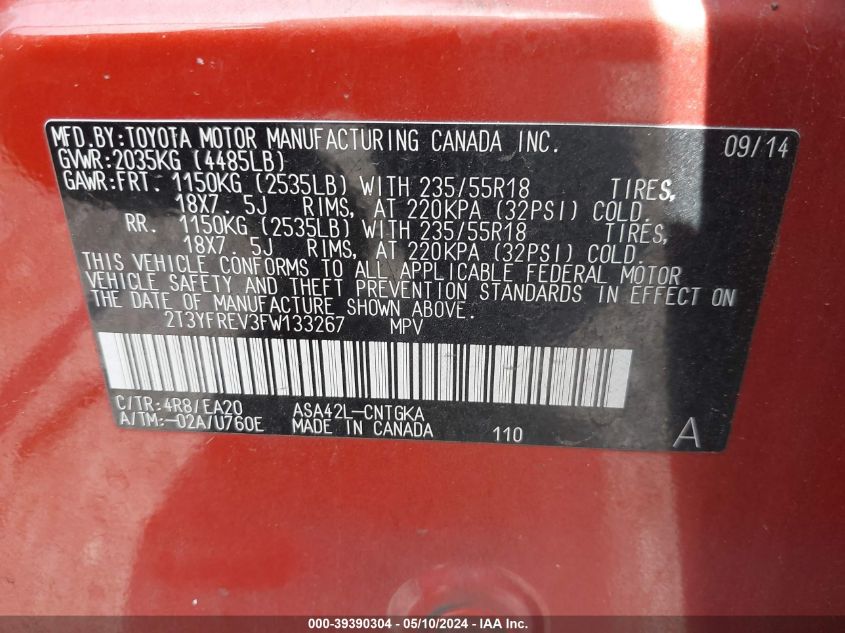 MFD.BY:TOYOTA MOTOR MANUFACTURING CANADA INC. 09/14
GVWR:2035KG (4485LB)
GAWR:FRT. 1150KG (2535LB) WITH 235/55R18 TIRES,
18X7.5J RIMS, AT 220KPA (32PSI) COLD.
RR. 1150KG (2535LB) WITH 235/55R18 TIRES,
18X7.5J RIMS, AT 220KPA (32PSI) COLD.
THIS VEHICLE CONFORMS TO ALL APPLICABLE FEDERAL MOTOR
VEHICLE SAFETY AND THEFT PREVENTION STANDARDS IN EFFECT ON
THE DATE OF MANUFACTURE SHOWN ABOVE.
2T3YFREV3FW133267 MPV
C/TR:4R8/EA20 ASA42L-CNTGKA
A/TM:-02A/U760E MADE IN CANADA 110 A
000-39390304 — 05/10/2024 — IAA Inc.